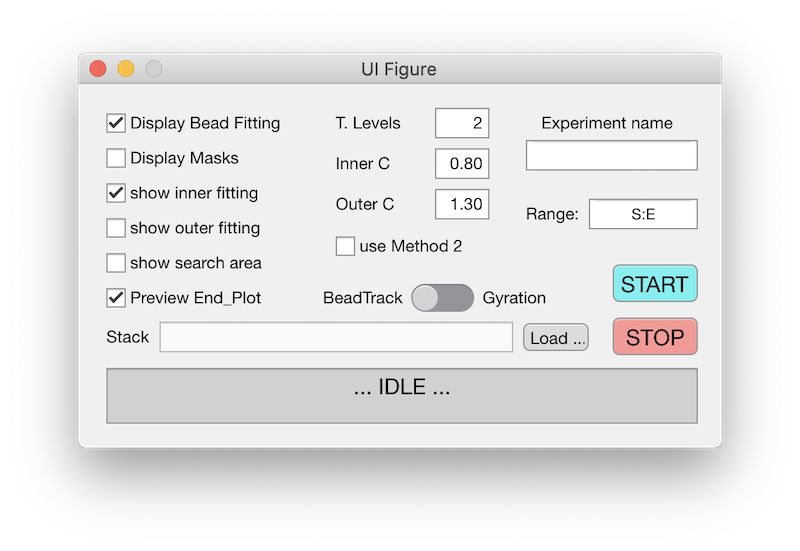 UI Figure
Display Bead Fitting
Display Masks
show inner fitting
show outer fitting
show search area
Preview End_Plot
T. Levels 2
Inner C 0.80
Outer C 1.30
use Method 2
BeadTrack Gyration
Experiment name
Range: S:E
START
Stack Load ...
STOP
... IDLE ...